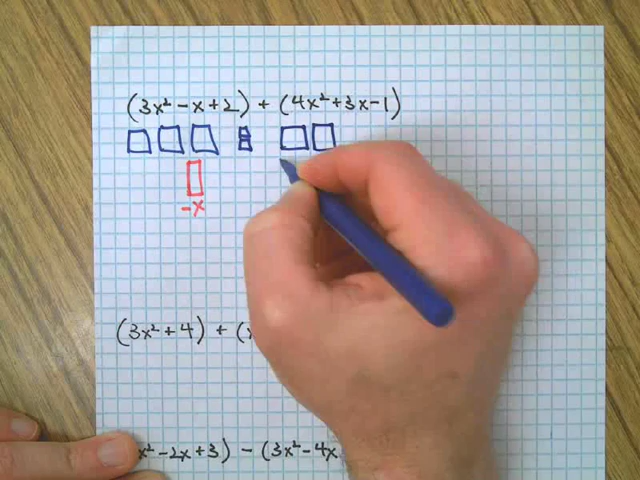 (3x² - x + 2) + (4x² + 3x - 1)
-x
(3x² + 4) + (
x² - 2x + 3) - (3x² - 4x